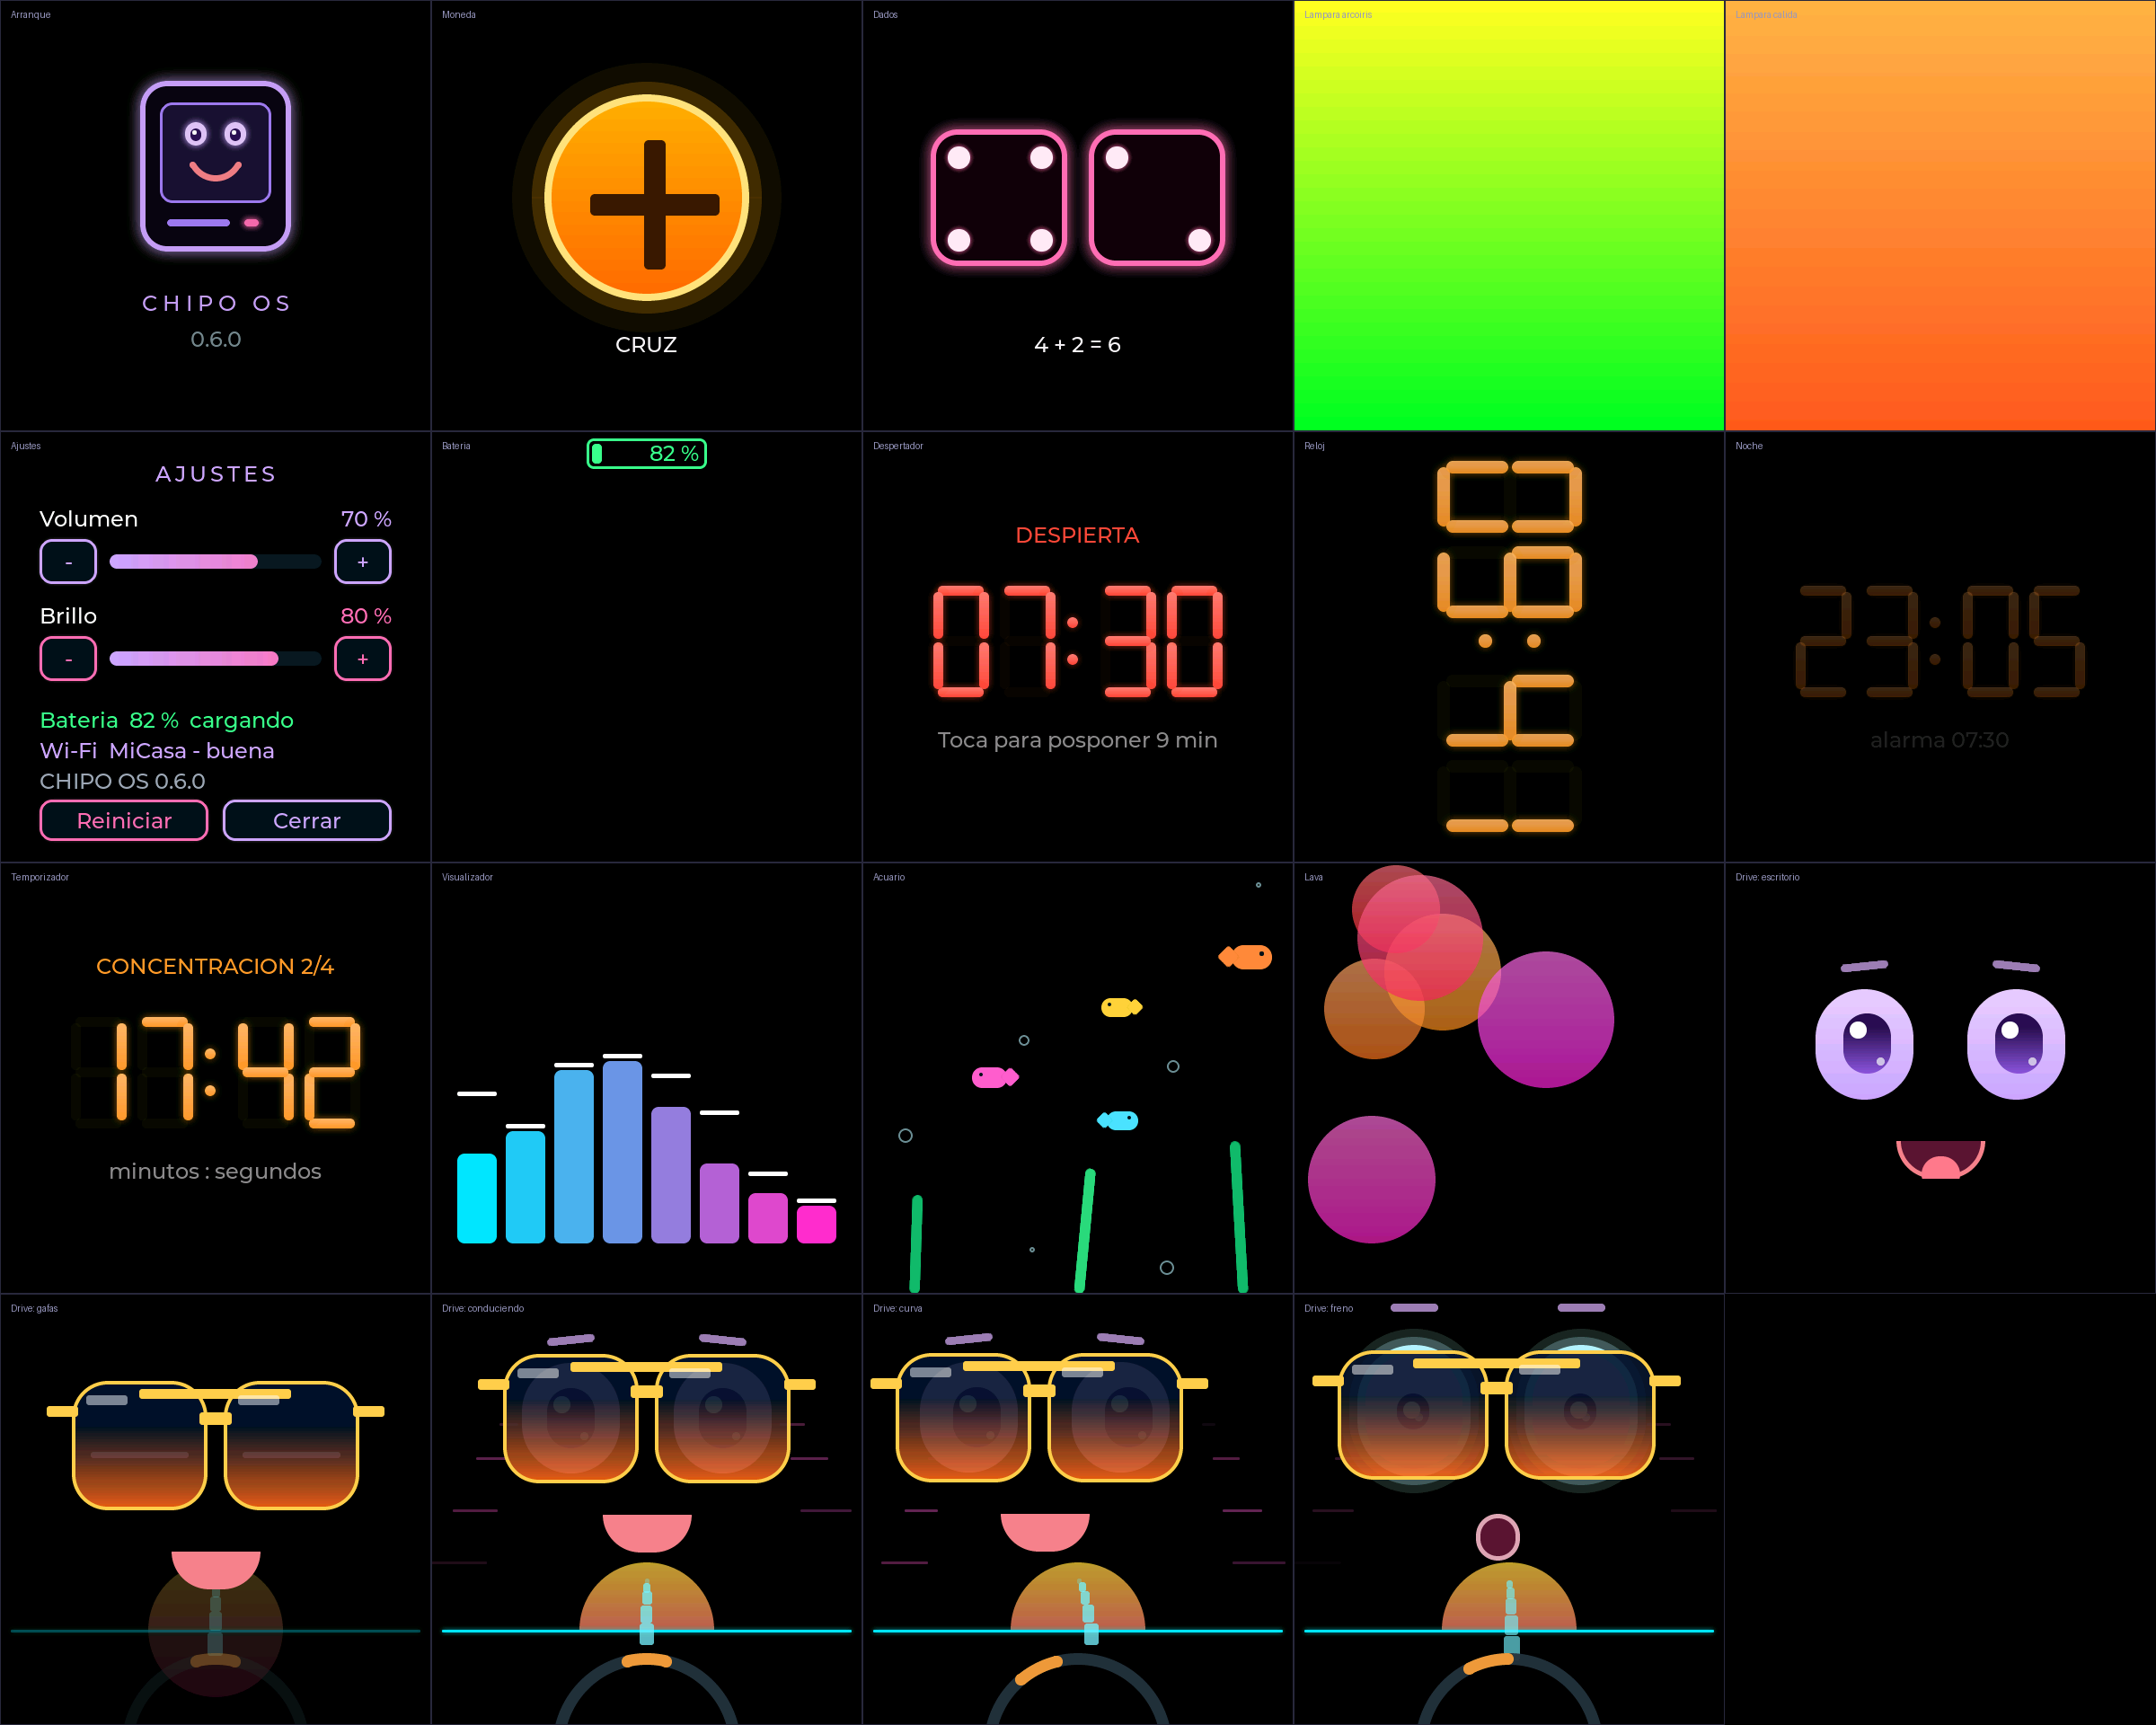 Arranque
CHIPO OS
0.6.0
Moneda
CRUZ
Dados
4 + 2 = 6
Lampara arcoiris
Lampara calida
Ajustes
AJUSTES
Volumen 70 %
- +
Brillo 80 %
- +
Bateria 82 % cargando
Wi-Fi MiCasa - buena
CHIPO OS 0.6.0
Reiniciar Cerrar
Bateria
82 %
Despertador
DESPIERTA
07:30
Toca para posponer 9 min
Reloj
09:41
Noche
23:05
alarma 07:30
Temporizador
CONCENTRACION 2/4
17:42
minutos : segundos
Visualizador
Acuario
Lava
Drive: escritorio
Drive: gafas
Drive: conduciendo
Drive: curva
Drive: freno